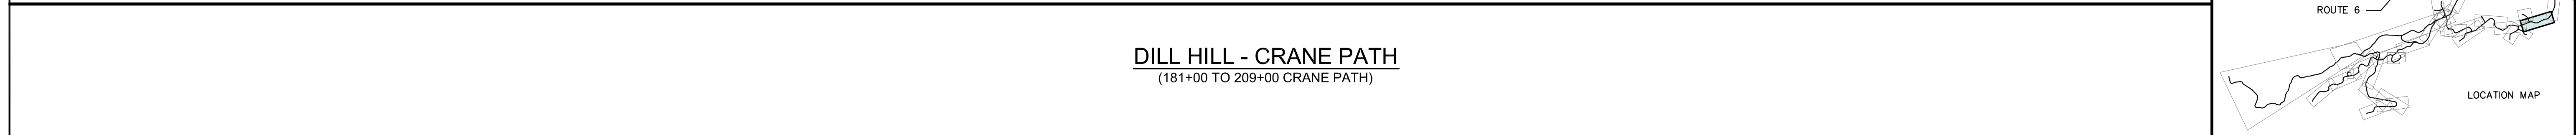 DILL HILL - CRANE PATH
(181+00 TO 209+00 CRANE PATH)
ROUTE 6
LOCATION MAP